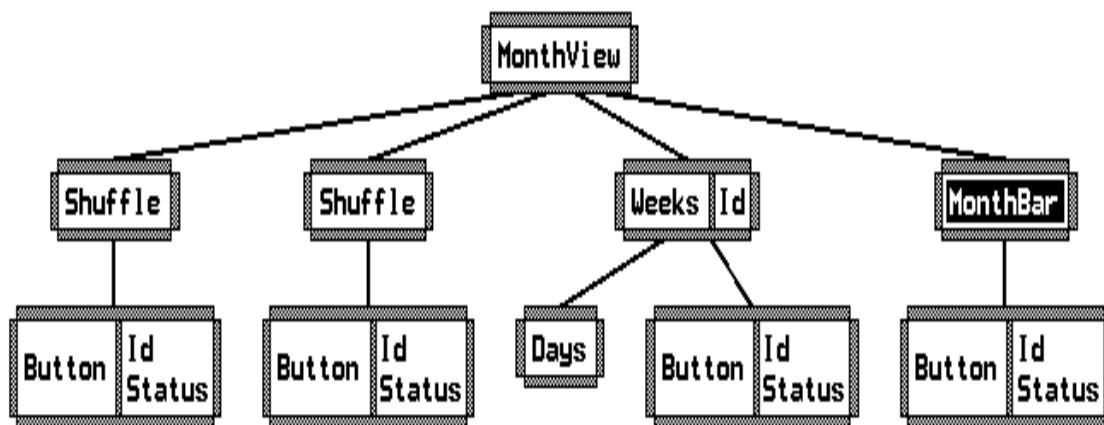 MonthView
Shuffle
Shuffle
Weeks Id
MonthBar
Button Id Status
Button Id Status
Days
Button Id Status
Button Id Status